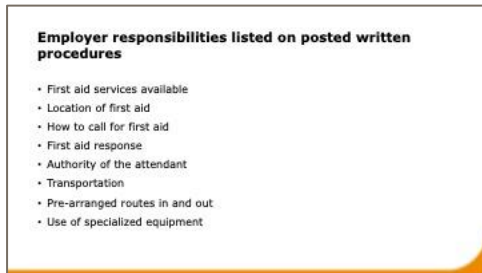 Employer responsibilities listed on posted written
procedures
• First aid services available
• Location of first aid
• How to call for first aid
• First aid response
• Authority of the attendant
• Transportation
• Pre-arranged routes in and out
• Use of specialized equipment